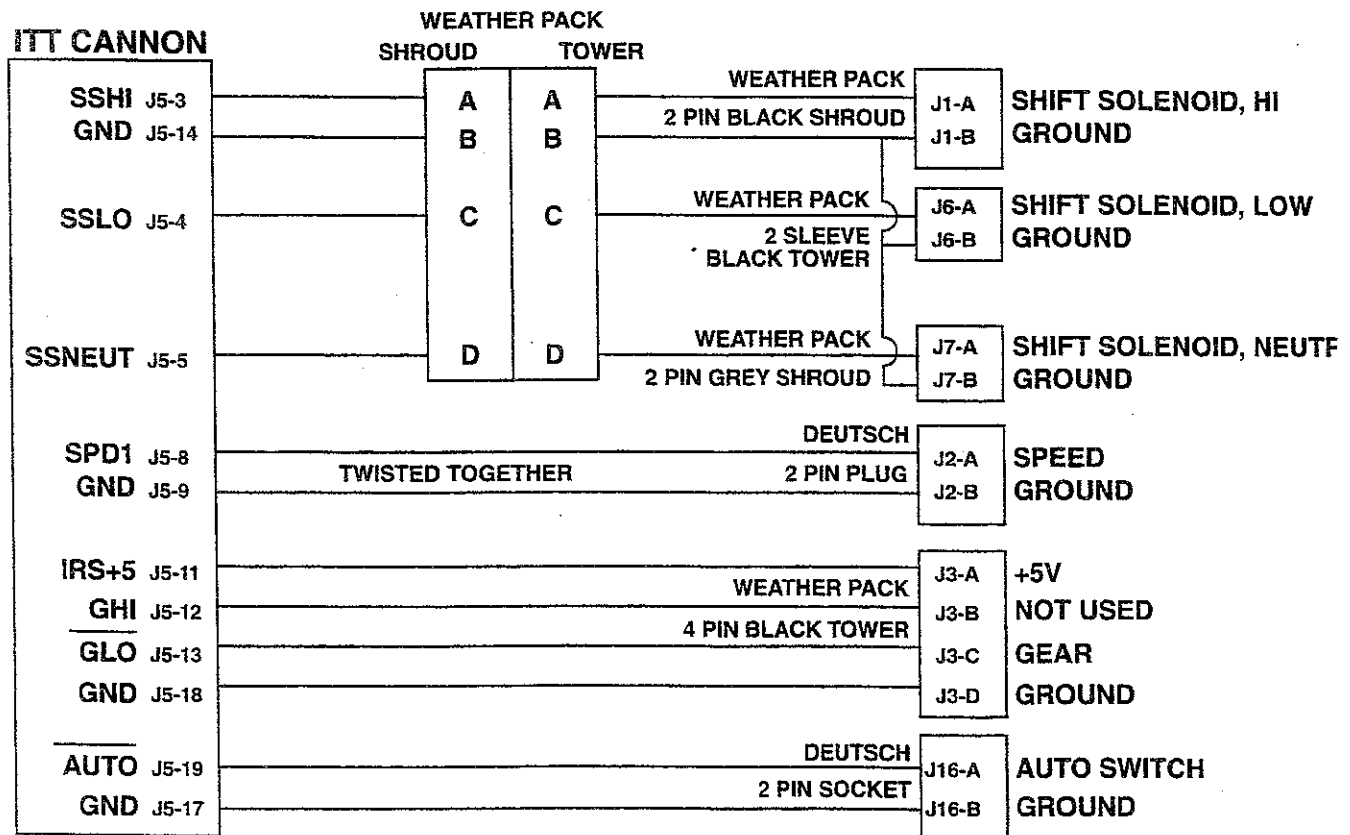 WEATHER PACK
ITT CANNON
SHROUD TOWER
SSHI J5-3 A A WEATHER PACK J1-A SHIFT SOLENOID, HI
2 PIN BLACK SHROUD
GND J5-14 B B J1-B GROUND
SSLO J5-4 C C WEATHER PACK J6-A SHIFT SOLENOID, LOW
2 SLEEVE J6-B GROUND
BLACK TOWER
SSNEUT J5-5 D D WEATHER PACK J7-A SHIFT SOLENOID, NEUTR
2 PIN GREY SHROUD J7-B GROUND
DEUTSCH
SPD1 J5-8 J2-A SPEED
TWISTED TOGETHER 2 PIN PLUG
GND J5-9 J2-B GROUND
IRS+5 J5-11 J3-A +5V
WEATHER PACK
GHI J5-12 J3-B NOT USED
4 PIN BLACK TOWER
GLO J5-13 J3-C GEAR
GND J5-18 J3-D GROUND
DEUTSCH
AUTO J5-19 J16-A AUTO SWITCH
2 PIN SOCKET
GND J5-17 J16-B GROUND